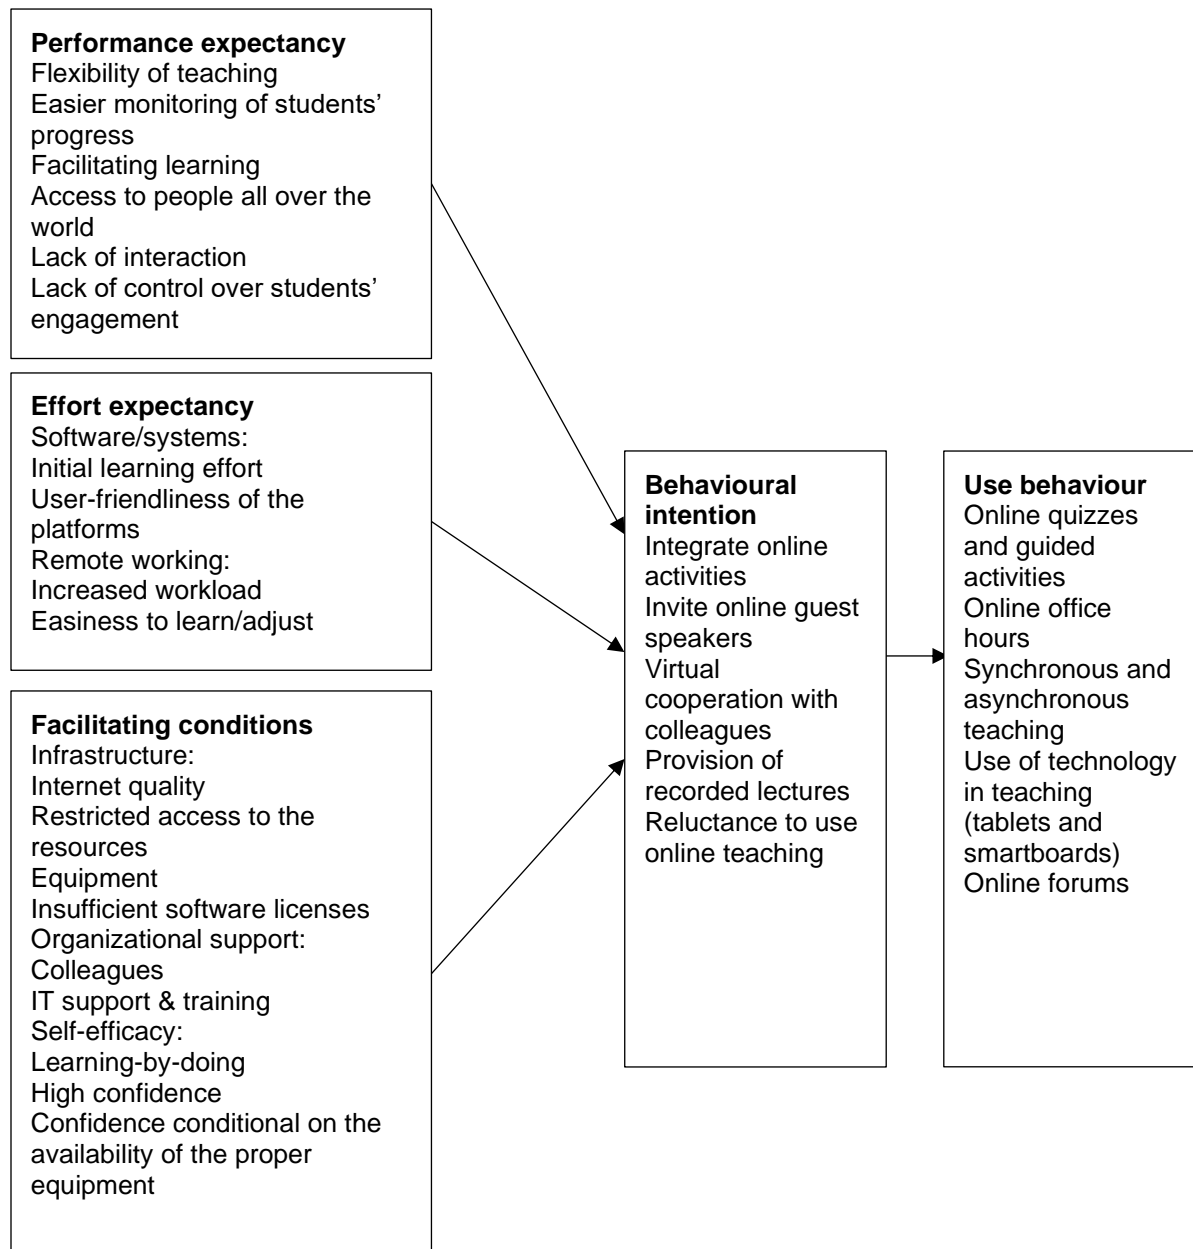 Performance expectancy
Flexibility of teaching
Easier monitoring of students’
progress
Facilitating learning
Access to people all over the
world
Lack of interaction
Lack of control over students’
engagement
Effort expectancy
Software/systems:
Initial learning effort
User-friendliness of the
platforms
Remote working:
Increased workload
Easiness to learn/adjust
Facilitating conditions
Infrastructure:
Internet quality
Restricted access to the
resources
Equipment
Insufficient software licenses
Organizational support:
Colleagues
IT support & training
Self-efficacy:
Learning-by-doing
High confidence
Confidence conditional on the
availability of the proper
equipment
Behavioural
intention
Integrate online
activities
Invite online guest
speakers
Virtual
cooperation with
colleagues
Provision of
recorded lectures
Reluctance to use
online teaching
Use behaviour
Online quizzes
and guided
activities
Online office
hours
Synchronous and
asynchronous
teaching
Use of technology
in teaching
(tablets and
smartboards)
Online forums